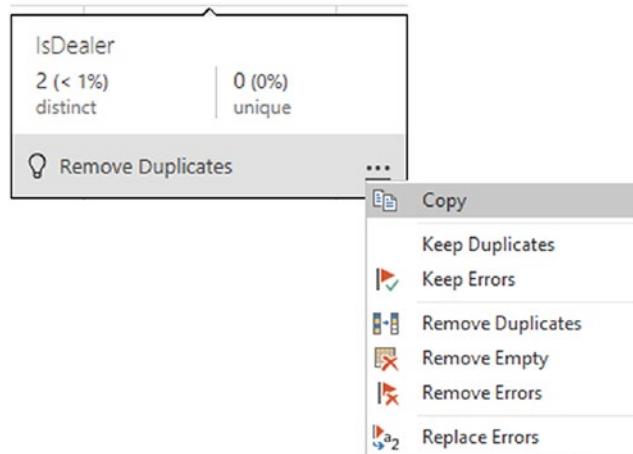 IsDealer
2 (< 1%) 0 (0%)
distinct unique
Remove Duplicates ...
Copy
Keep Duplicates
Keep Errors
Remove Duplicates
Remove Empty
Remove Errors
Replace Errors